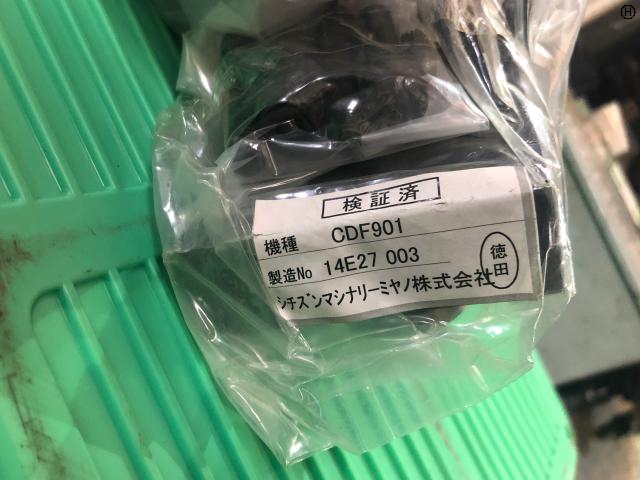 検証済
機種 CDF901
製造No 14E27 003
シチズンマシナリーミヤノ株式会社
徳田
H